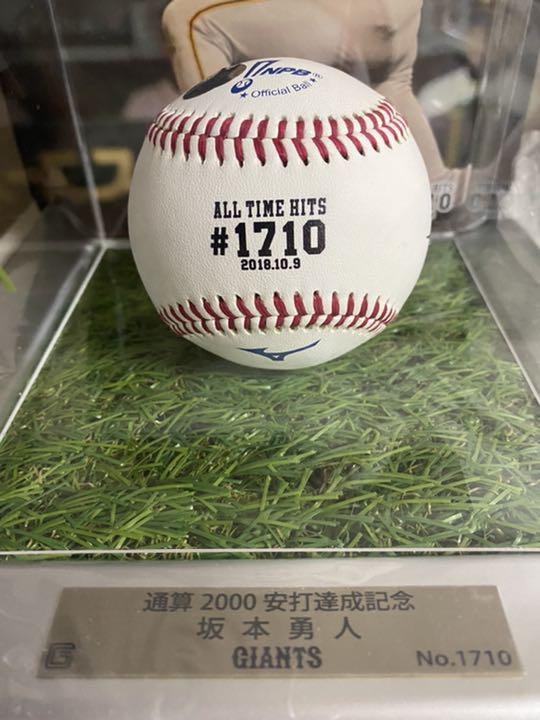 NPB®
★ Official Ball ★
ALL TIME HITS
#1710
2018.10.9
通算 2000 安打達成記念
坂本勇人
GIANTS
No.1710